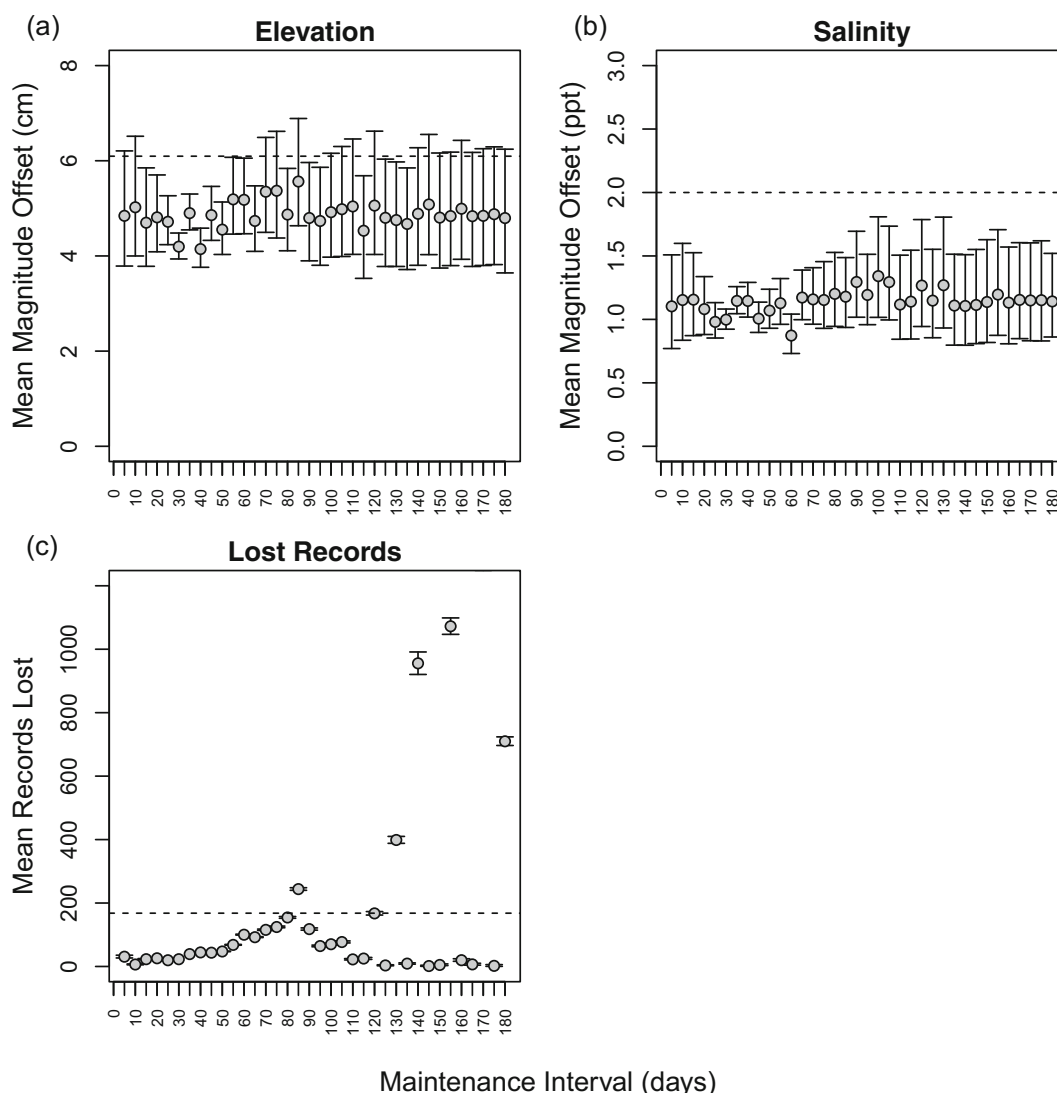 (a)
Elevation
Mean Magnitude Offset (cm)
0 2 4 6 8
0 10 20 30 40 50 60 70 80 90 100 110 120 130 140 150 160 170 180
(b)
Salinity
Mean Magnitude Offset (ppt)
0.0 0.5 1.0 1.5 2.0 2.5 3.0
0 10 20 30 40 50 60 70 80 90 100 110 120 130 140 150 160 170 180
(c)
Lost Records
Mean Records Lost
0 200 400 600 800 1000
0 10 20 30 40 50 60 70 80 90 100 110 120 130 140 150 160 170 180
Maintenance Interval (days)